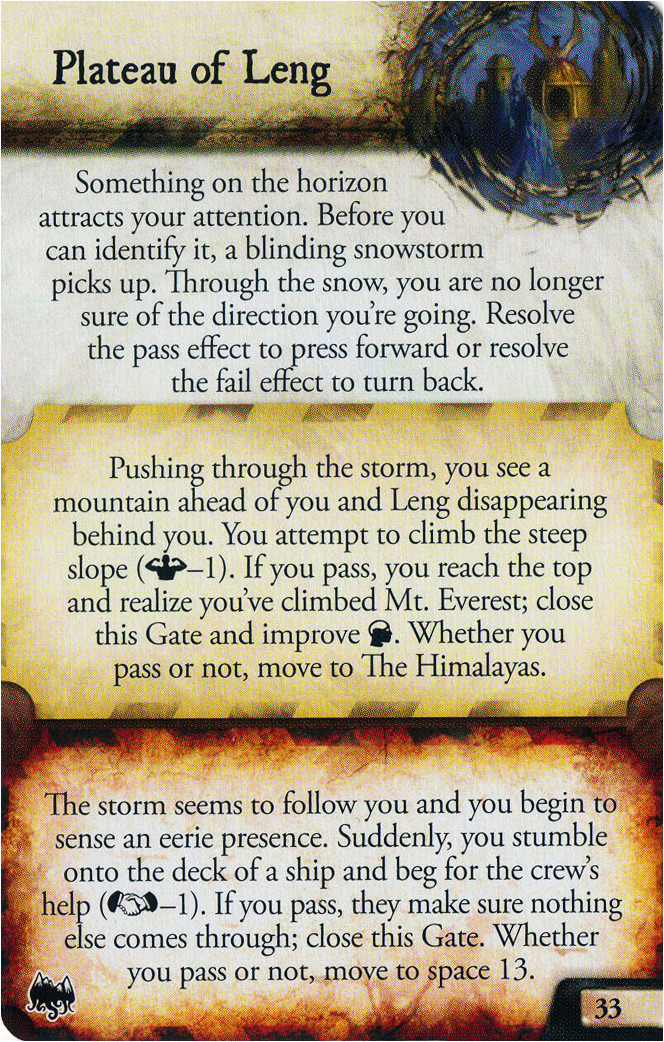 Plateau of Leng
Something on the horizon
attracts your attention. Before you
can identify it, a blinding snowstorm
picks up. Through the snow, you are no longer
sure of the direction you’re going. Resolve
the pass effect to press forward or resolve
the fail effect to turn back.
Pushing through the storm, you see a
mountain ahead of you and Leng disappearing
behind you. You attempt to climb the steep
slope (–1). If you pass, you reach the top
and realize you’ve climbed Mt. Everest; close
this Gate and improve . Whether you
pass or not, move to The Himalayas.
The storm seems to follow you and you begin to
sense an eerie presence. Suddenly, you stumble
onto the deck of a ship and beg for the crew’s
help (–1). If you pass, they make sure nothing
else comes through; close this Gate. Whether
you pass or not, move to space 13.
33